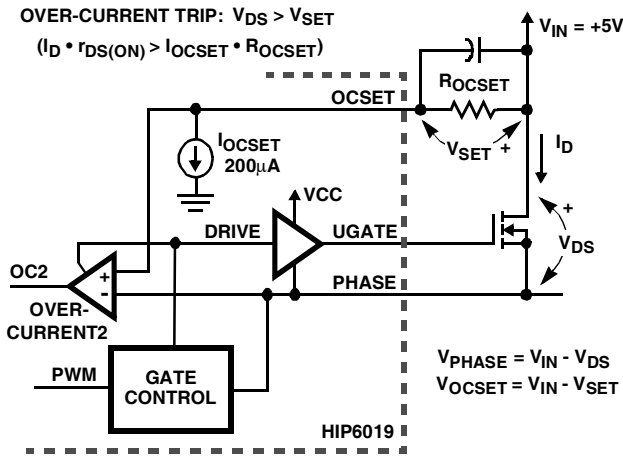 OVER-CURRENT TRIP: VDS > VSET
(ID • rDS(ON) > IOCSET • ROCSET)
VIN = +5V
ROCSET
OCSET
VSET +
ID
IOCSET
200μA
VCC
DRIVE
UGATE
+
VDS
OC2
+
-
PHASE
OVER-
CURRENT2
PWM
GATE
CONTROL
VPHASE = VIN - VDS
VOCSET = VIN - VSET
HIP6019